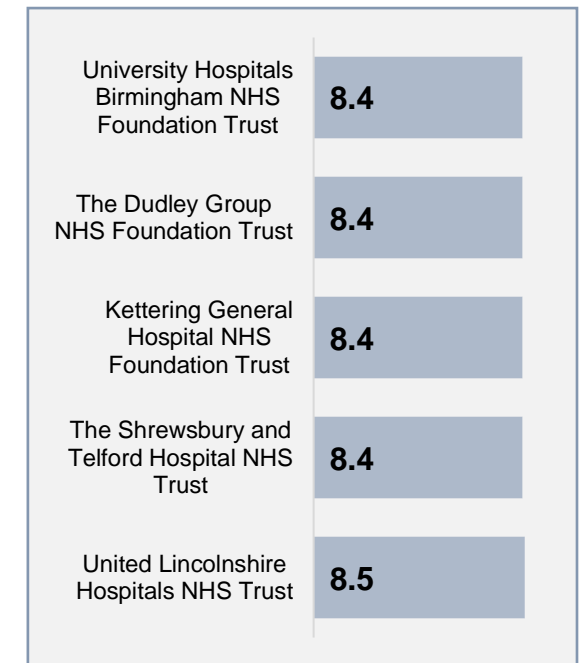 University Hospitals
Birmingham NHS
Foundation Trust
8.4
The Dudley Group
NHS Foundation Trust
8.4
Kettering General
Hospital NHS
Foundation Trust
8.4
The Shrewsbury and
Telford Hospital NHS
Trust
8.4
United Lincolnshire
Hospitals NHS Trust
8.5